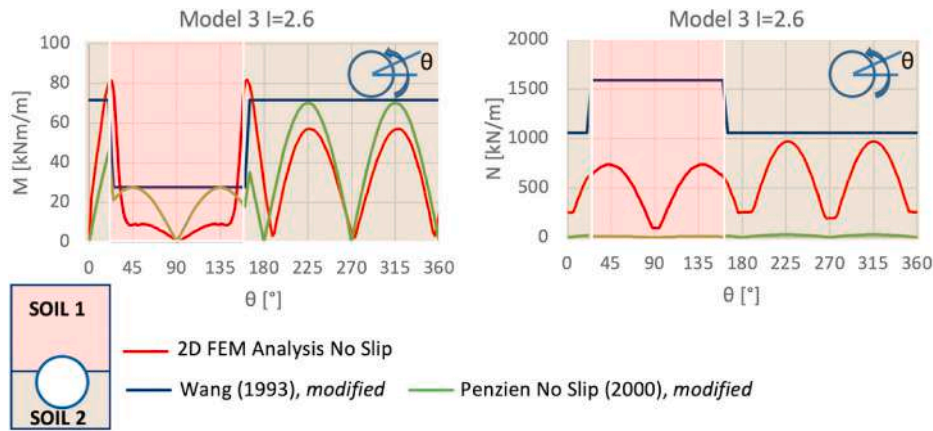 Model 3 I=2.6
M [kNm/m]
100
80
60
40
20
0
0 45 90 135 180 225 270 315 360
θ [°]
θ
Model 3 I=2.6
N [kN/m]
2000
1500
1000
500
0
0 45 90 135 180 225 270 315 360
θ [°]
θ
SOIL 1
SOIL 2
2D FEM Analysis No Slip
Wang (1993), modified
Penzien No Slip (2000), modified